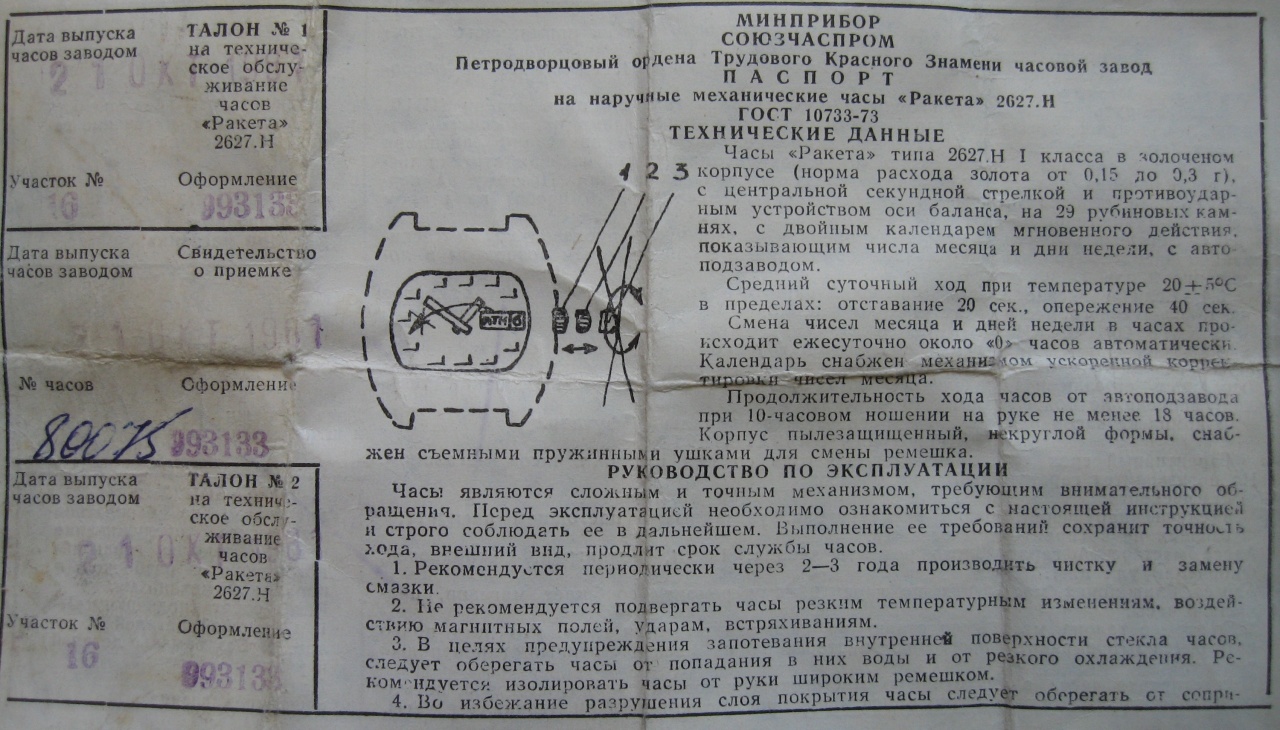 Дата выпуска
часов заводом
ТАЛОН № 1
на техниче-
ское обслу-
живание
часов
«Ракета»
2627.Н
2 1 ОКТ
Участок №
Оформление
16
993133
Дата выпуска
часов заводом
Свидетельство
о приемке
2 1 ОКТ 1981
№ часов
Оформление
80075
993133
Дата выпуска
часов заводом
ТАЛОН № 2
на техниче-
ское обслу-
живание
часов
«Ракета»
2627.Н
2 1 ОКТ 1981
Участок №
Оформление
16
993133
МИНПРИБОР
СОЮЗЧАСПРОМ
Петродворцовый ордена Трудового Красного Знамени часовой завод
ПАСПОРТ
на наручные механические часы «Ракета» 2627.Н
ГОСТ 10733-73
ТЕХНИЧЕСКИЕ ДАННЫЕ
1 2 3
Часы «Ракета» типа 2627.Н I класса в золоченом
корпусе (норма расхода золота от 0,15 до 0,3 г),
с центральной секундной стрелкой и противоудар-
ным устройством оси баланса, на 29 рубиновых кам-
нях, с двойным календарем мгновенного действия,
показывающим числа месяца и дни недели, с авто-
подзаводом.
Средний суточный ход при температуре 20±5°С
в пределах: отставание 20 сек., опережение 40 сек.
Смена чисел месяца и дней недели в часах про-
исходит ежесуточно около «0» часов автоматически.
Календарь снабжен механизмом ускоренной коррек-
тировки чисел месяца.
Продолжительность хода часов от автоподзавода
при 10-часовом ношении на руке не менее 18 часов.
Корпус пылезащищенный, некруглой формы, снаб-
жен съемными пружинными ушками для смены ремешка.
РУКОВОДСТВО ПО ЭКСПЛУАТАЦИИ
Часы являются сложным и точным механизмом, требующим внимательного об-
ращения. Перед эксплуатацией необходимо ознакомиться с настоящей инструкцией
и строго соблюдать ее в дальнейшем. Выполнение ее требований сохранит точность
хода, внешний вид, продлит срок службы часов.
1. Рекомендуется периодически через 2—3 года производить чистку и замену
смазки.
2. Не рекомендуется подвергать часы резким температурным изменениям, воздей-
ствию магнитных полей, ударам, встряхиваниям.
3. В целях предупреждения запотевания внутренней поверхности стекла часов,
следует оберегать часы от попадания в них воды и от резкого охлаждения. Ре-
комендуется изолировать часы от руки широким ремешком.
4. Во избежание разрушения слоя покрытия часы следует оберегать от сопри-